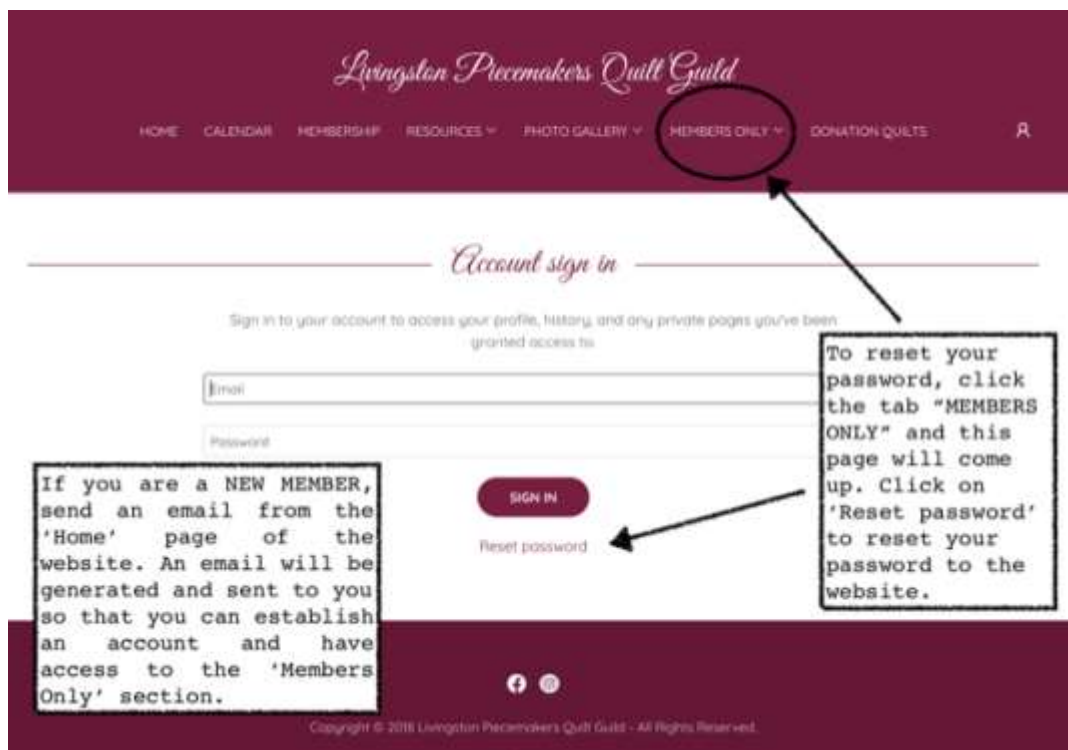 Livingston Piecemakers Quilt Guild
HOME CALENDAR MEMBERSHIP RESOURCES PHOTO GALLERY MEMBERS ONLY DONATION QUILTS
Account sign in
Sign in to your account to access your profile, history, and any private pages you've been
granted access to.
Email
Password
SIGN IN
Reset password
To reset your
password, click
the tab "MEMBERS
ONLY" and this
page will come
up. Click on
'Reset password'
to reset your
password to the
website.
If you are a NEW MEMBER,
send an email from the
'Home' page of the
website. An email will be
generated and sent to you
so that you can establish
an account and have
access to the 'Members
Only' section.
Copyright © 2018 Livingston Piecemakers Quilt Guild - All Rights Reserved.